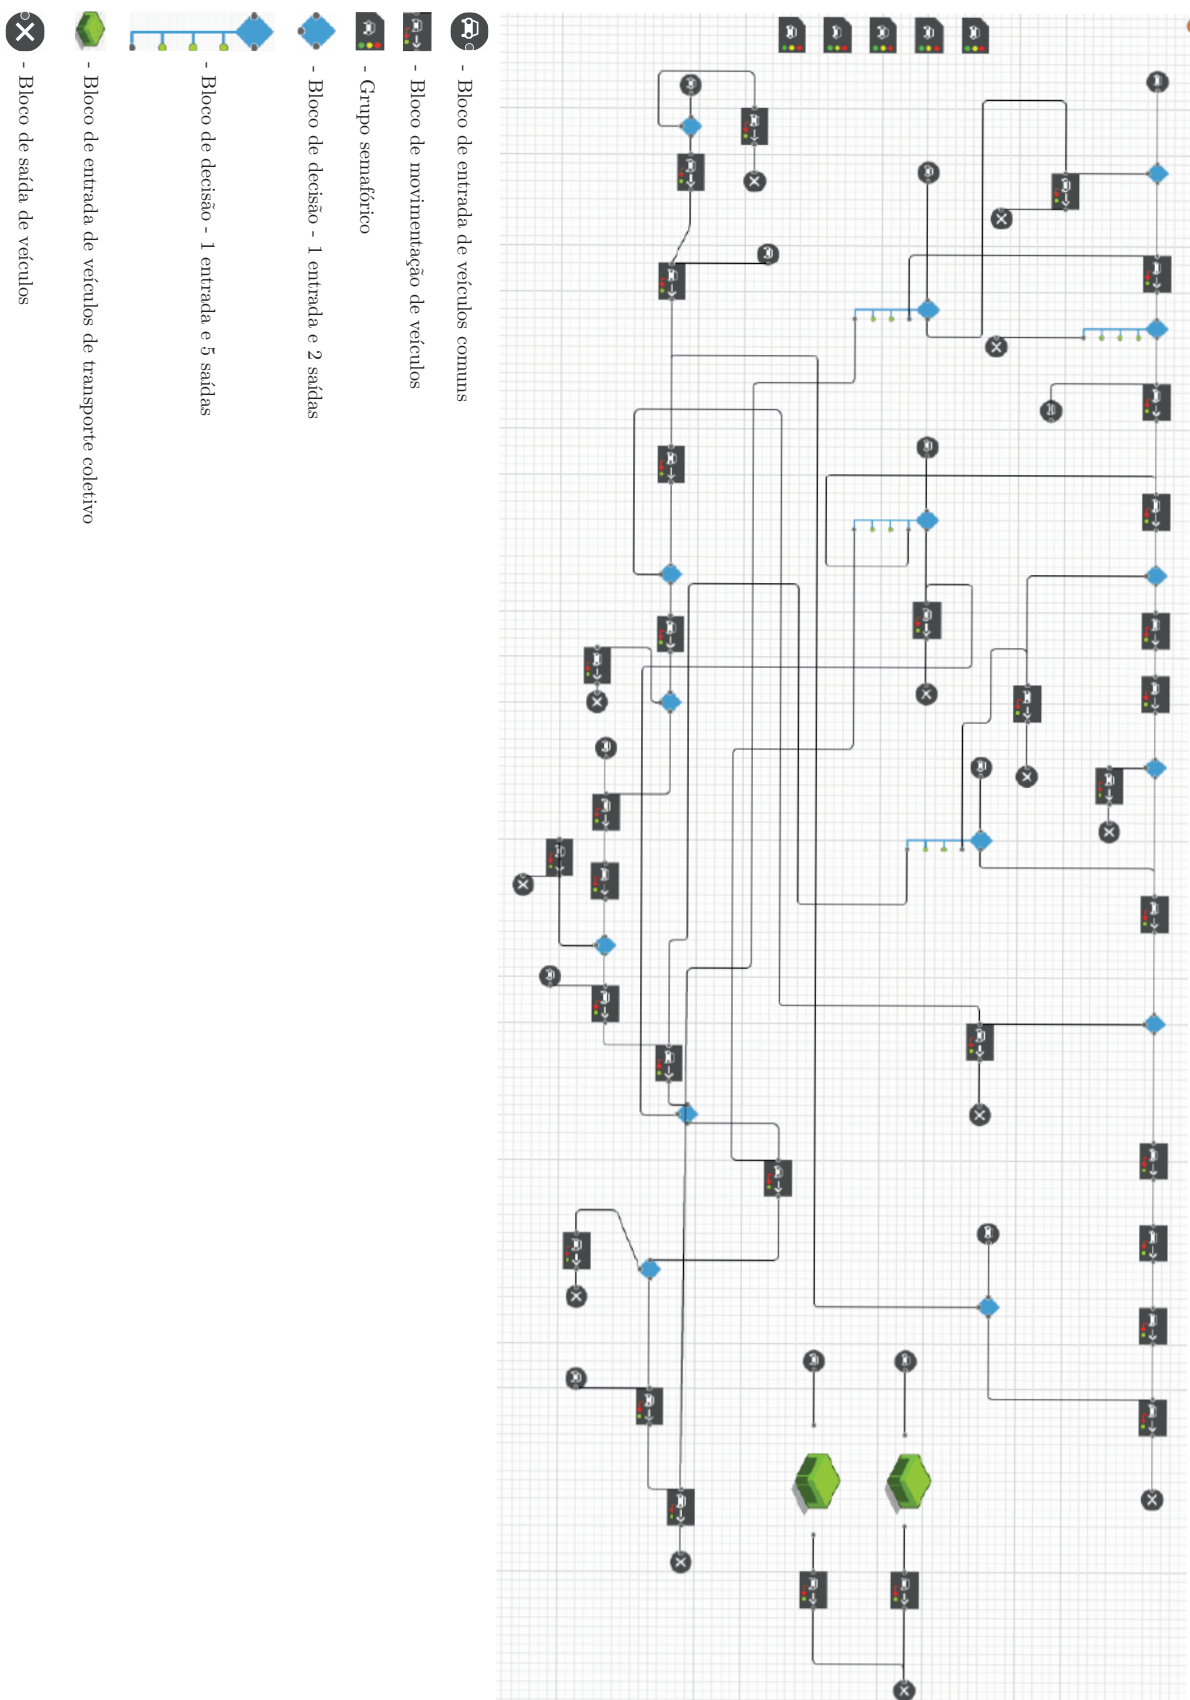 - Bloco de entrada de veículos comuns
- Bloco de movimentação de veículos
- Grupo semafórico
- Bloco de decisão - 1 entrada e 2 saídas
- Bloco de decisão - 1 entrada e 5 saídas
- Bloco de entrada de veículos de transporte coletivo
- Bloco de saída de veículos